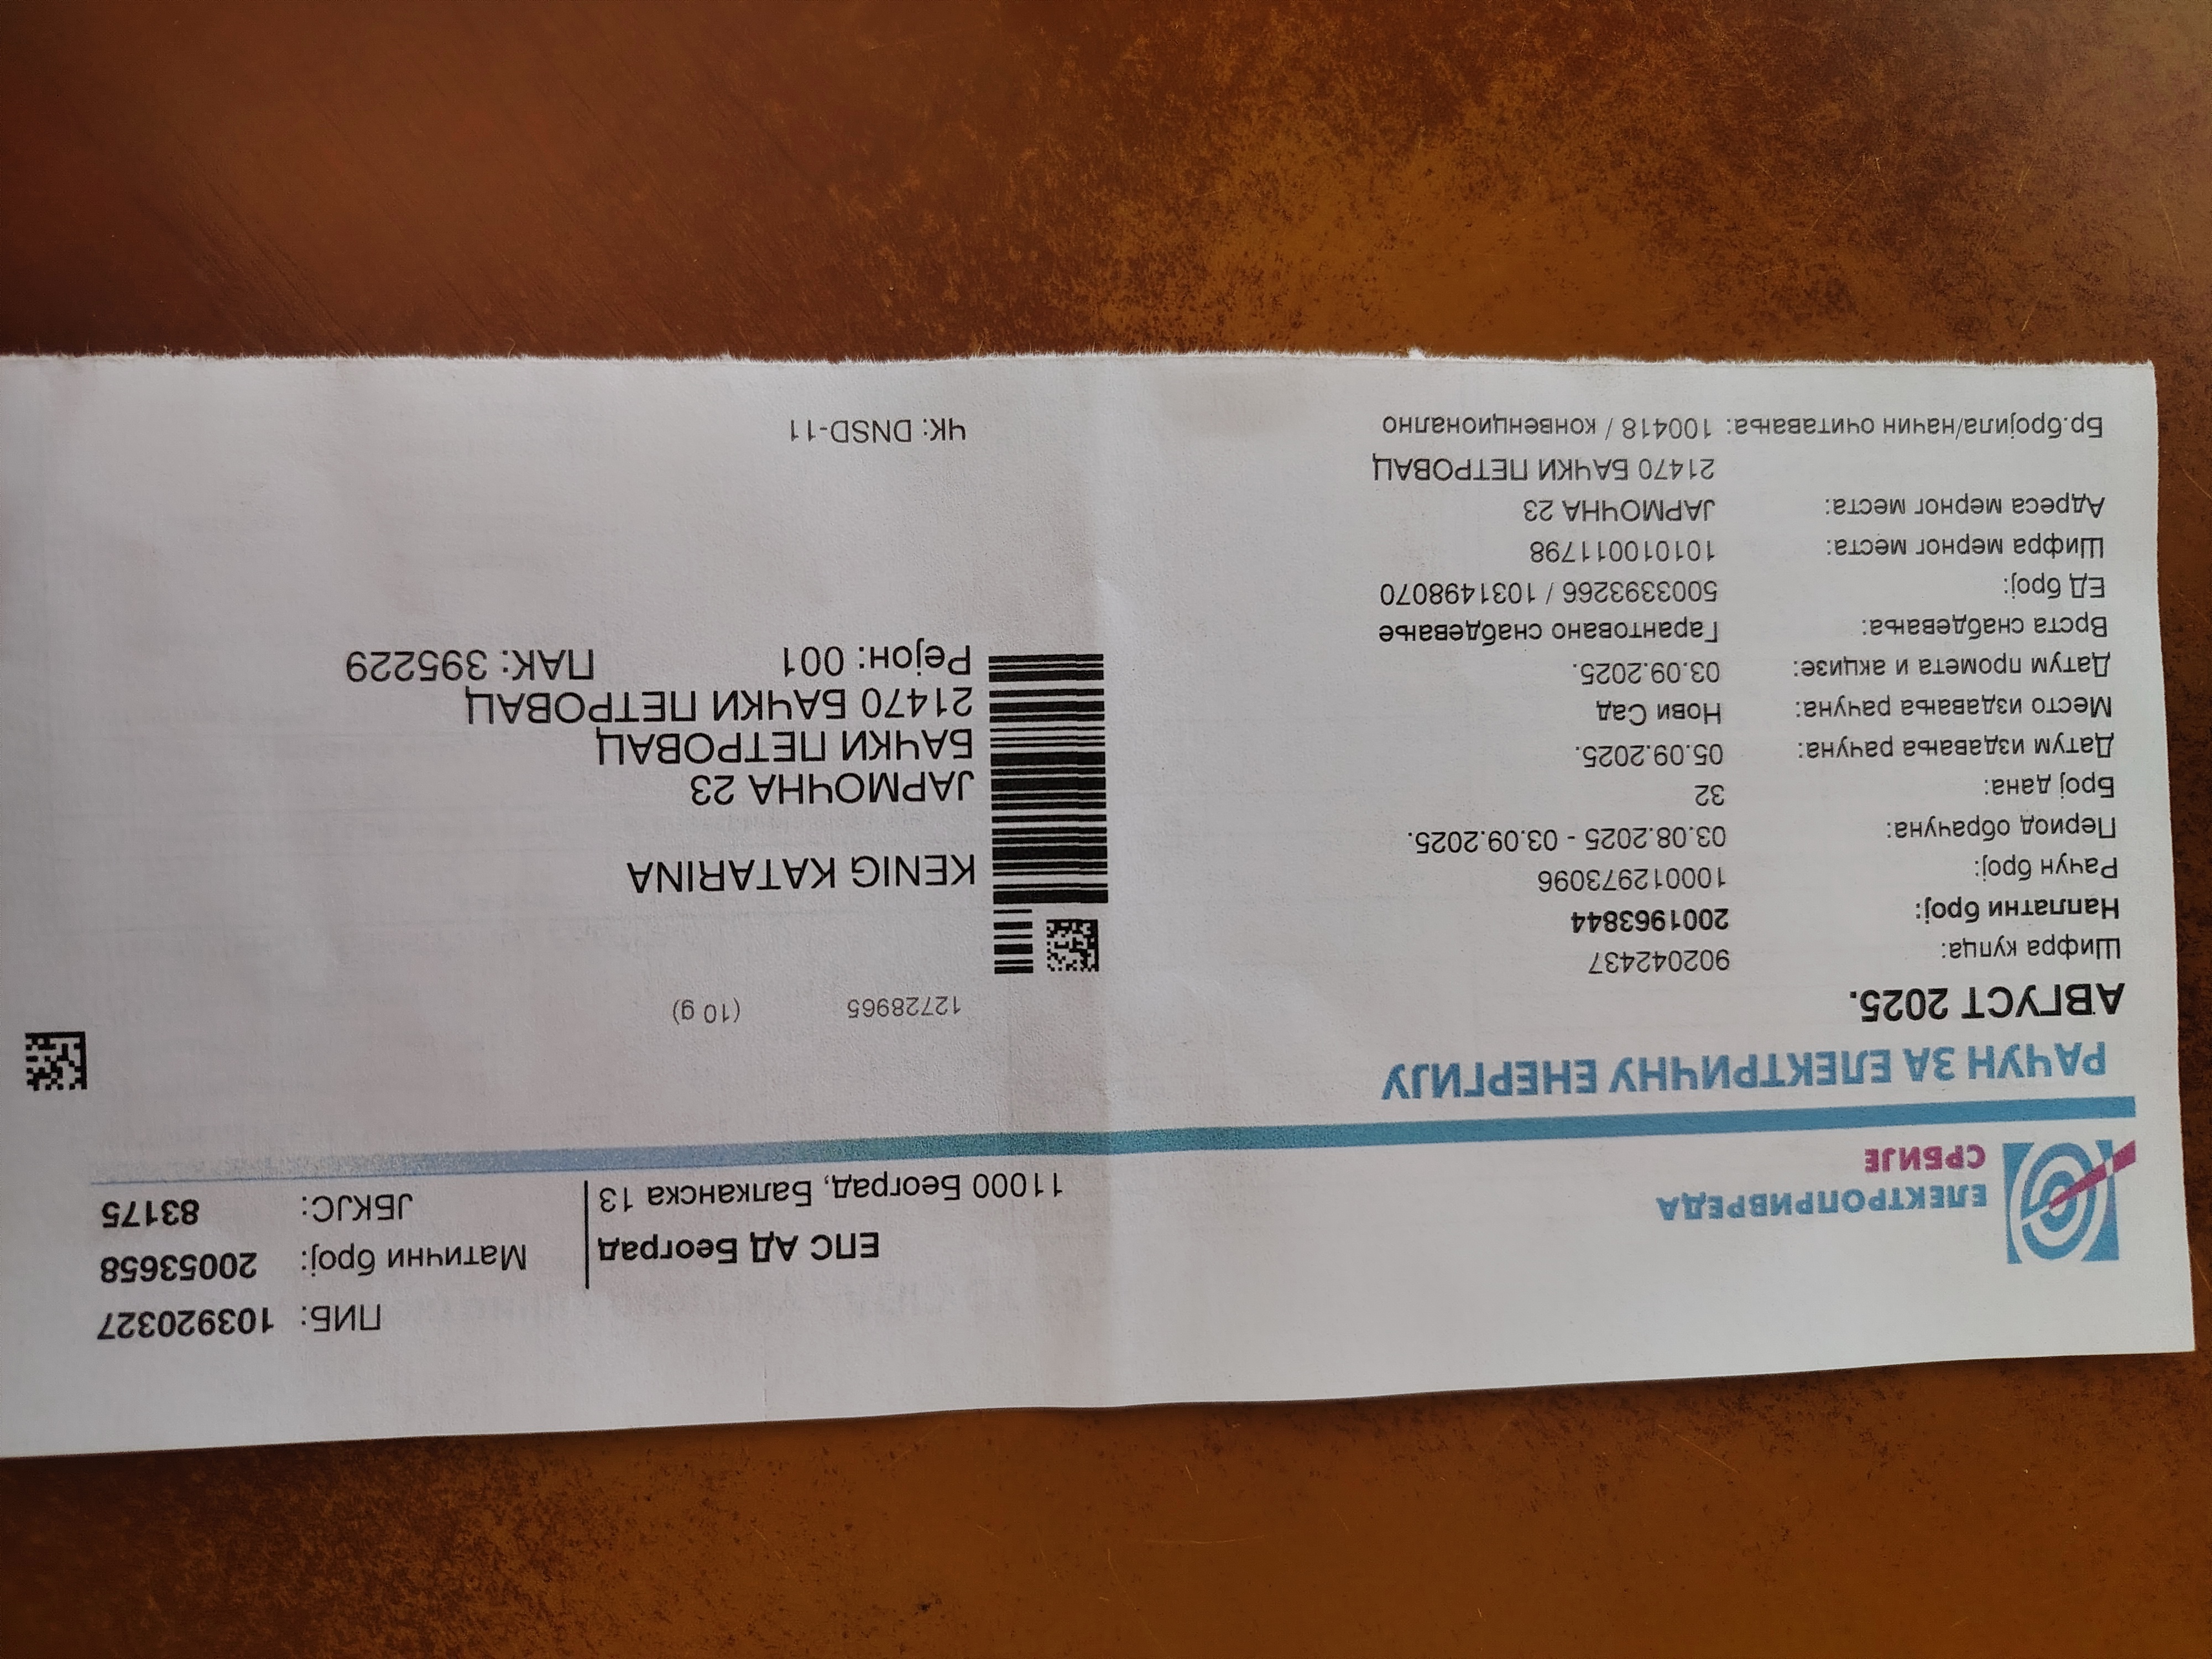 ЕЛЕКТРОПРИВРЕДА
СРБИЈЕ
ЕПС АД Београд
11000 Београд, Балканска 13
ПИБ: 103920327
Матични број: 20053658
ЈБКЈС: 83175
РАЧУН ЗА ЕЛЕКТРИЧНУ ЕНЕРГИЈУ
АВГУСТ 2025.
Шифра купца: 902042437
Наплатни број: 2001963844
Рачун број: 100012973096
Период обрачуна: 03.08.2025 - 03.09.2025.
Број дана: 32
Датум издавања рачуна: 05.09.2025.
Место издавања рачуна: Нови Сад
Датум промета и акцизе: 03.09.2025.
Врста снабдевања: Гарантовано снабдевање
ЕД број: 5003393266 / 1031498070
Шифра мерног места: 101010011798
Адреса мерног места: ЈАРМОЧНА 23
21470 БАЧКИ ПЕТРОВАЦ
Бр.бројила/начин очитавања: 100418 / конвенционално
12728965 (10 g)
KENIG KATARINA
ЈАРМОЧНА 23
БАЧКИ ПЕТРОВАЦ
21470 БАЧКИ ПЕТРОВАЦ
Рејон: 001 ПАК: 395229
ЧК: DNSD-11